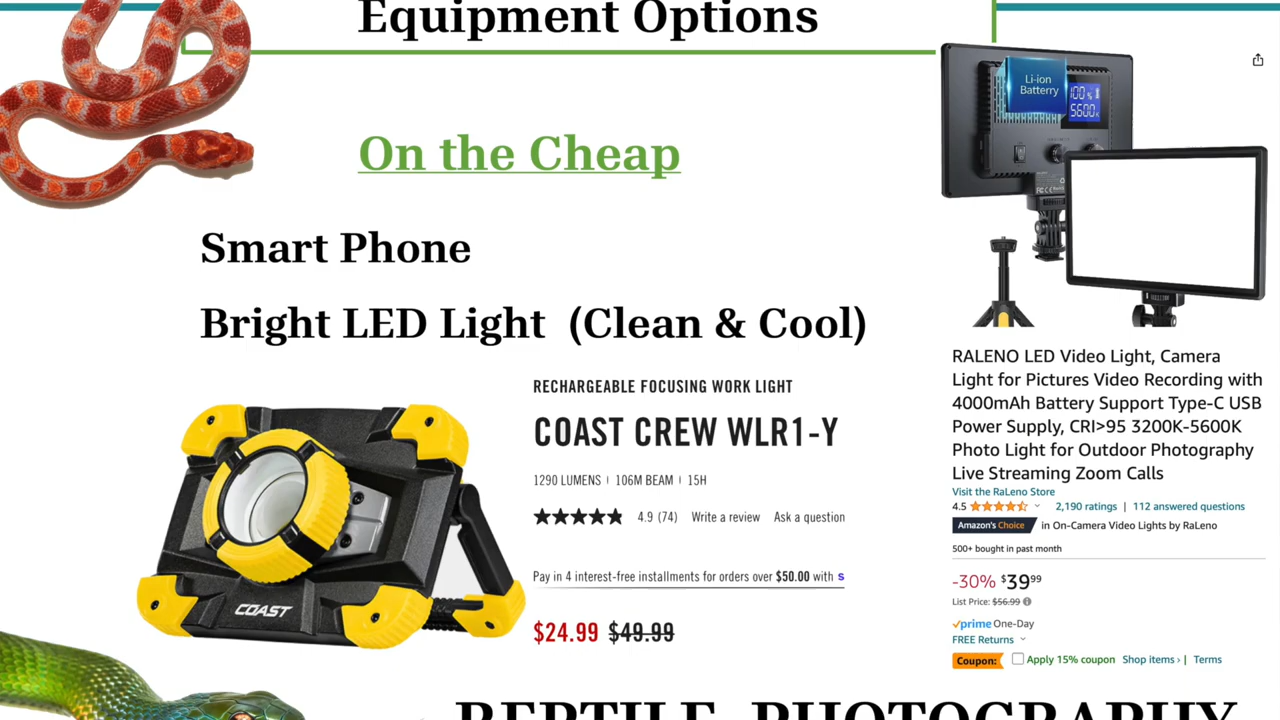 Equipment Options
On the Cheap
Smart Phone
Bright LED Light (Clean & Cool)
COAST
RECHARGEABLE FOCUSING WORK LIGHT
COAST CREW WLR1-Y
1290 LUMENS | 106M BEAM | 15H
4.9 (74) Write a review Ask a question
Pay in 4 interest-free installments for orders over $50.00 with s
$24.99 $49.99
Li-ion
Batterry
100%
5600K
RALENO LED Video Light, Camera
Light for Pictures Video Recording with
4000mAh Battery Support Type-C USB
Power Supply, CRI>95 3200K-5600K
Photo Light for Outdoor Photography
Live Streaming Zoom Calls
Visit the RaLeno Store
4.5 2,190 ratings | 112 answered questions
Amazon's Choice in On-Camera Video Lights by RaLeno
500+ bought in past month
-30% $39.99
List Price: $56.99
prime One-Day
FREE Returns
Coupon: Apply 15% coupon Shop items › | Terms
REPTILE PHOTOGRAPHY